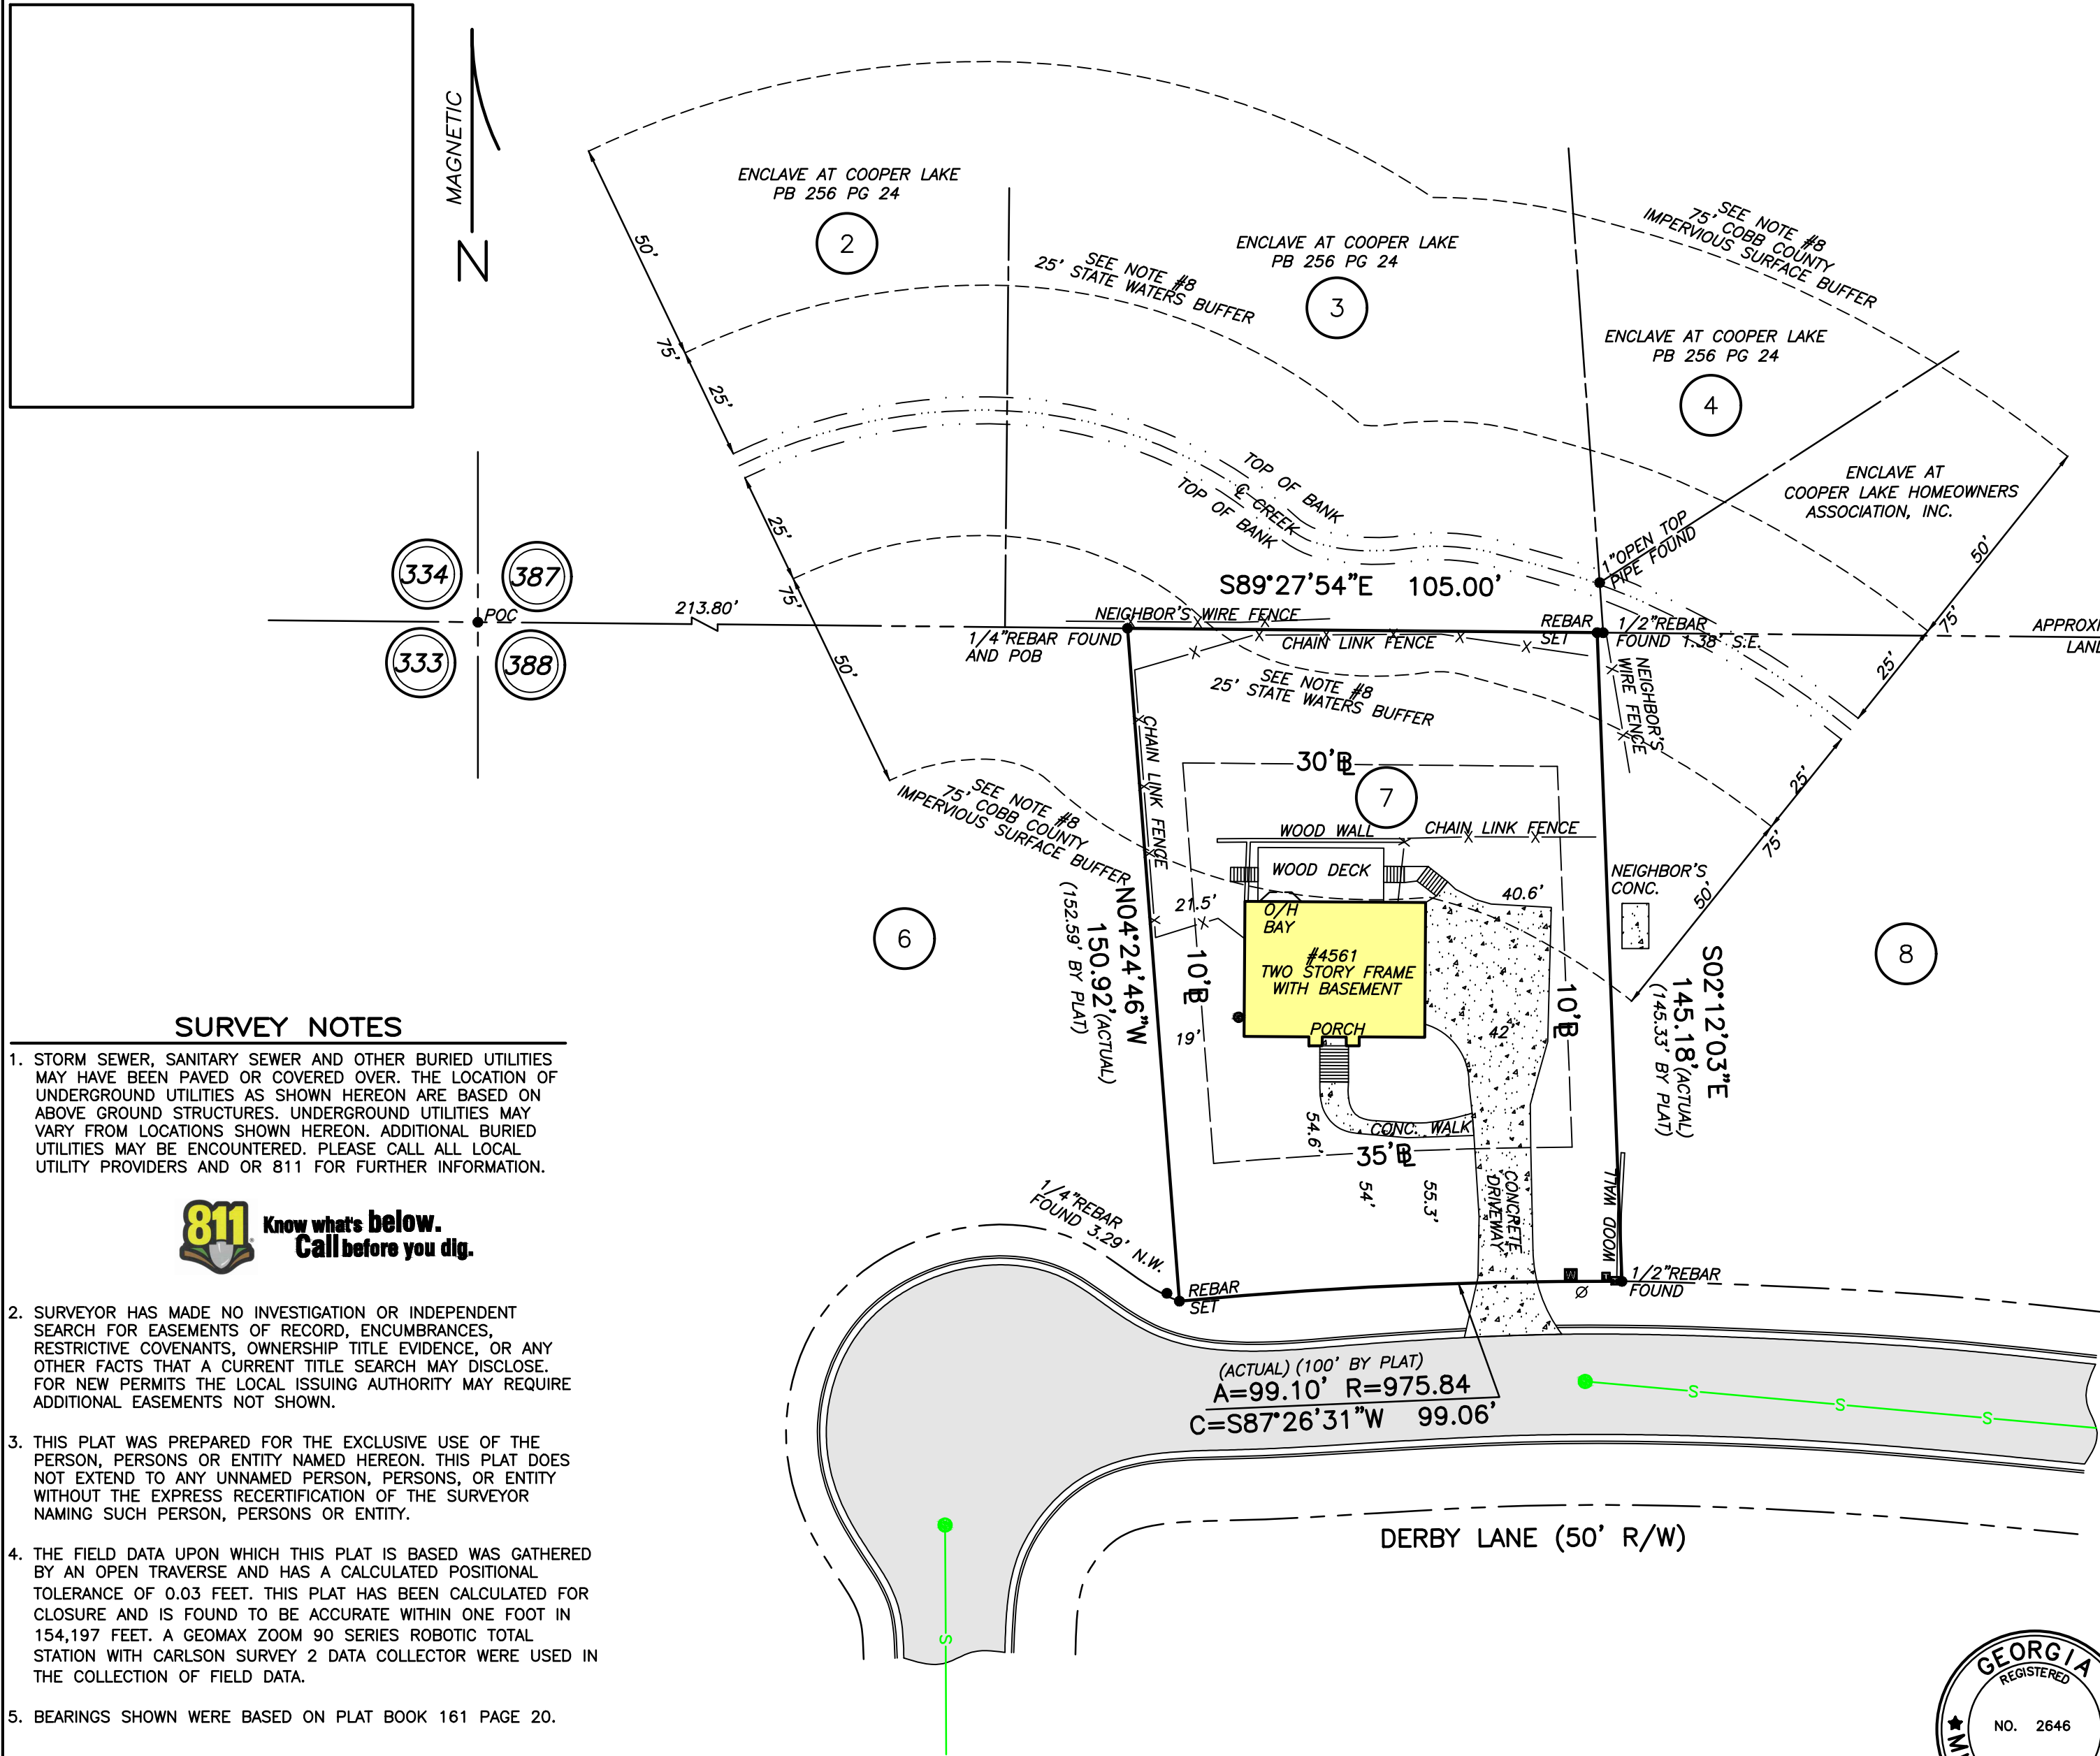 MAGNETIC
N
ENCLAVE AT COOPER LAKE
PB 256 PG 24
2
ENCLAVE AT COOPER LAKE
PB 256 PG 24
3
ENCLAVE AT COOPER LAKE
PB 256 PG 24
4
SEE NOTE #8
75' COBB COUNTY
IMPERVIOUS SURFACE BUFFER
SEE NOTE #8
25' STATE WATERS BUFFER
ENCLAVE AT
COOPER LAKE HOMEOWNERS
ASSOCIATION, INC.
50'
75'
25'
25'
75'
50'
50'
75'
25'
25'
75'
50'
TOP OF BANK
℄ CREEK
TOP OF BANK
1"OPEN TOP
PIPE FOUND
334
387
333
388
POC
213.80'
S89°27'54"E 105.00'
NEIGHBOR'S WIRE FENCE
1/4"REBAR FOUND
AND POB
CHAIN LINK FENCE
REBAR
SET
1/2"REBAR
FOUND 1.38' S.E.
APPROXI
LAN
NEIGHBOR'S
WIRE FENCE
SEE NOTE #8
25' STATE WATERS BUFFER
CHAIN LINK FENCE
30'BL
7
SEE NOTE #8
75' COBB COUNTY
IMPERVIOUS SURFACE BUFFER
WOOD WALL
CHAIN LINK FENCE
WOOD DECK
NEIGHBOR'S
CONC.
40.6'
21.5'
O/H
BAY
#4561
TWO STORY FRAME
WITH BASEMENT
PORCH
42'
19'
10'BL
10'BL
6
8
N04°24'46"W
150.92'(ACTUAL)
(152.59' BY PLAT)
S02°12'03"E
145.18'(ACTUAL)
(145.33' BY PLAT)
54.6'
CONC. WALK
35'BL
54'
55.3'
CONCRETE
DRIVEWAY
WOOD WALL
1/4"REBAR
FOUND 3.29' N.W.
REBAR
SET
W
1/2"REBAR
FOUND
(ACTUAL) (100' BY PLAT)
A=99.10' R=975.84
C=S87°26'31"W 99.06'
S
S
S
S
DERBY LANE (50' R/W)
SURVEY NOTES
1. STORM SEWER, SANITARY SEWER AND OTHER BURIED UTILITIES
MAY HAVE BEEN PAVED OR COVERED OVER. THE LOCATION OF
UNDERGROUND UTILITIES AS SHOWN HEREON ARE BASED ON
ABOVE GROUND STRUCTURES. UNDERGROUND UTILITIES MAY
VARY FROM LOCATIONS SHOWN HEREON. ADDITIONAL BURIED
UTILITIES MAY BE ENCOUNTERED. PLEASE CALL ALL LOCAL
UTILITY PROVIDERS AND OR 811 FOR FURTHER INFORMATION.
811
Know what's below.
Call before you dig.
2. SURVEYOR HAS MADE NO INVESTIGATION OR INDEPENDENT
SEARCH FOR EASEMENTS OF RECORD, ENCUMBRANCES,
RESTRICTIVE COVENANTS, OWNERSHIP TITLE EVIDENCE, OR ANY
OTHER FACTS THAT A CURRENT TITLE SEARCH MAY DISCLOSE.
FOR NEW PERMITS THE LOCAL ISSUING AUTHORITY MAY REQUIRE
ADDITIONAL EASEMENTS NOT SHOWN.
3. THIS PLAT WAS PREPARED FOR THE EXCLUSIVE USE OF THE
PERSON, PERSONS OR ENTITY NAMED HEREON. THIS PLAT DOES
NOT EXTEND TO ANY UNNAMED PERSON, PERSONS, OR ENTITY
WITHOUT THE EXPRESS RECERTIFICATION OF THE SURVEYOR
NAMING SUCH PERSON, PERSONS OR ENTITY.
4. THE FIELD DATA UPON WHICH THIS PLAT IS BASED WAS GATHERED
BY AN OPEN TRAVERSE AND HAS A CALCULATED POSITIONAL
TOLERANCE OF 0.03 FEET. THIS PLAT HAS BEEN CALCULATED FOR
CLOSURE AND IS FOUND TO BE ACCURATE WITHIN ONE FOOT IN
154,197 FEET. A GEOMAX ZOOM 90 SERIES ROBOTIC TOTAL
STATION WITH CARLSON SURVEY 2 DATA COLLECTOR WERE USED IN
THE COLLECTION OF FIELD DATA.
5. BEARINGS SHOWN WERE BASED ON PLAT BOOK 161 PAGE 20.
GEORGIA
REGISTERED
NO. 2646